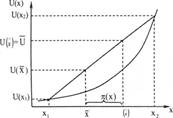 U(x)
U(x₂)
U(ẋ)=U̅
U(x̅)
π(x)
U(x₁)
x₁
x̅
(ẋ)
x₂
x